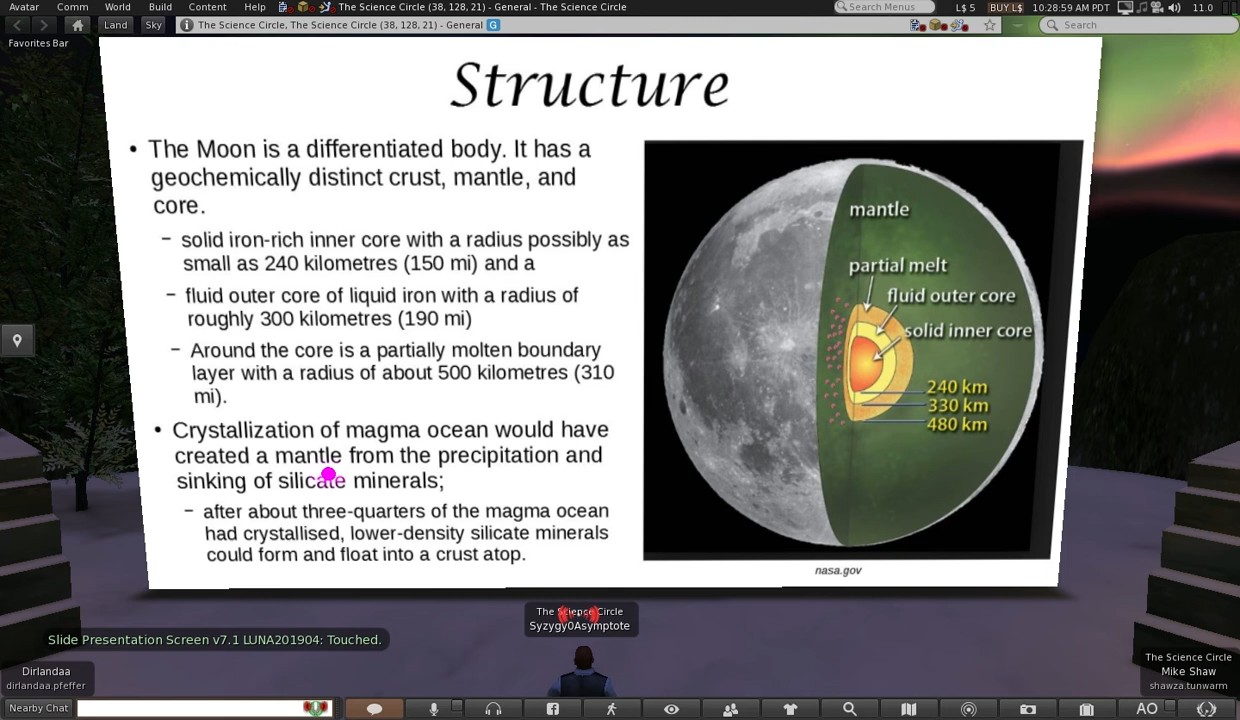 Avatar Comm World Build Content Help The Science Circle, The Science Circle (38, 128, 21) - General - The Science Circle Search Menus L$ 5 BUY L$ 10:28:59 AM PDT 11.0
Land Sky The Science Circle, The Science Circle (38, 128, 21) - General G Search
Favorites Bar
Structure
• The Moon is a differentiated body. It has a
geochemically distinct crust, mantle, and
core.
– solid iron-rich inner core with a radius possibly as
small as 240 kilometres (150 mi) and a
– fluid outer core of liquid iron with a radius of
roughly 300 kilometres (190 mi)
– Around the core is a partially molten boundary
layer with a radius of about 500 kilometres (310
mi).
• Crystallization of magma ocean would have
created a mantle from the precipitation and
sinking of silicate minerals;
– after about three-quarters of the magma ocean
had crystallised, lower-density silicate minerals
could form and float into a crust atop.
mantle
partial melt
fluid outer core
solid inner core
240 km
330 km
480 km
nasa.gov
The Science Circle
Syzygy0Asymptote
Slide Presentation Screen v7.1 LUNA201904: Touched.
Dirlandaa
dirlandaa.pfeffer
The Science Circle
Mike Shaw
shawza.tunwarm
Nearby Chat
AO